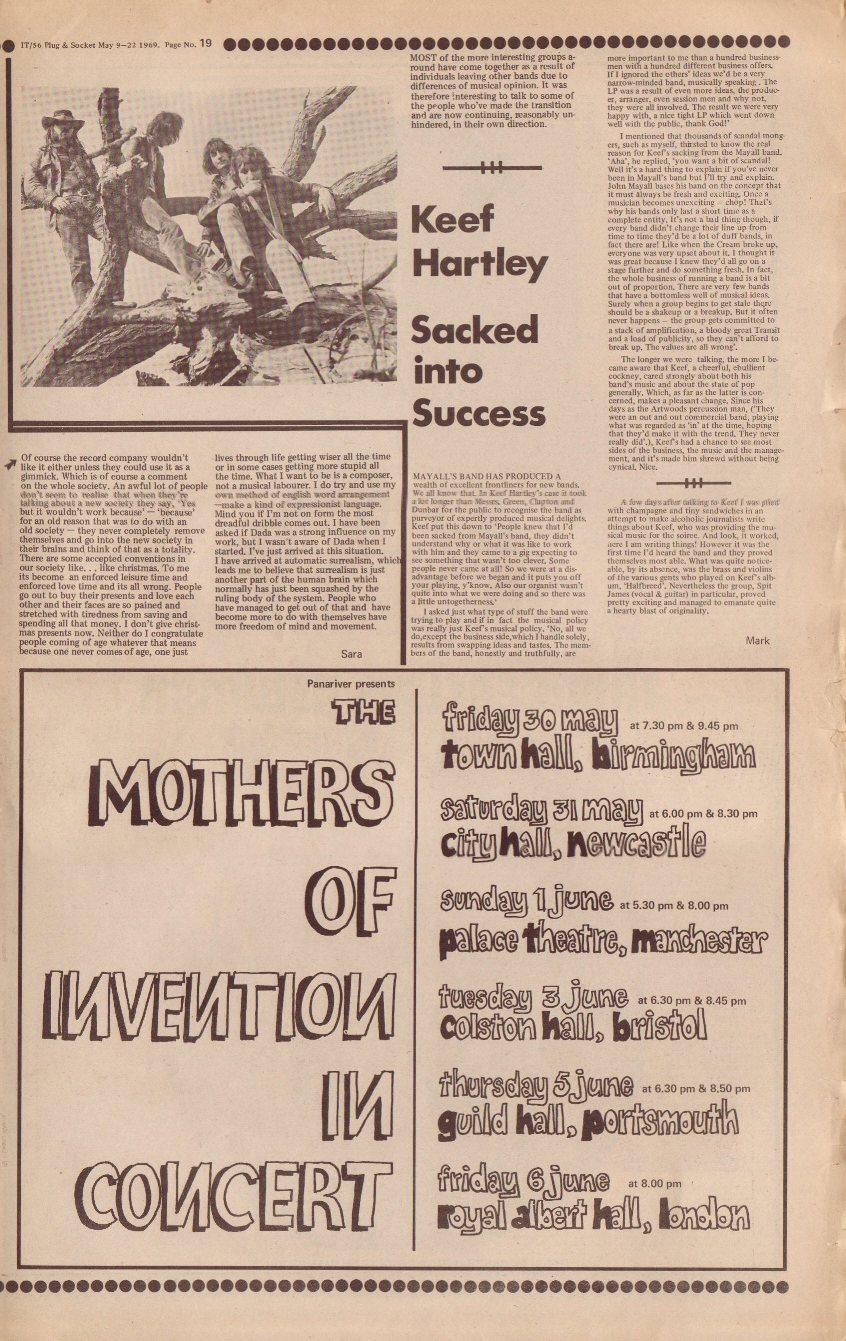 IT/56 Plug & Socket May 9—22 1969. Page No. 19
MOST of the more interesting groups a-
round have come together as a result of
individuals leaving other bands due to
differences of musical opinion. It was
therefore interesting to talk to some of
the people who've made the transition
and are now continuing, reasonably un-
hindered, in their own direction.
Keef
Hartley
Sacked
into
Success
MAYALL'S BAND HAS PRODUCED A
wealth of excellent frontiners for new bands.
We all know that. In Keef Hartley's case it took
a lot longer than Messrs, Green, Clapton and
Dunbar for the public to recognise the band as
purveyor of expertly produced musical delights.
Keef put this down to 'People knew that I'd
been sacked from Mayall's band, they didn't
understand why or what it was like to work
with him and they came to a gig expecting to
see something that wasn't too clever. Some
people never came at all! So we were at a dis-
advantage before we began and it puts you off
your playing, y'know. Also our organist wasn't
quite into what we were doing and so there was
a little untogetherness.'
I asked just what type of stuff the band were
trying to play and if in fact the musical policy
was really just Keef's musical policy. 'No, all we
do,except the business side,which I handle solely,
results from swapping ideas and tastes. The mem-
bers of the band, honestly and truthfully, are
more important to me than a hundred business-
men with a hundred different business offers.
If I ignored the others' ideas we'd be a very
narrow-minded band, musically speaking. The
LP was a result of even more ideas, the produc-
er, arranger, even session men and why not,
they were all involved. The result we were very
happy with, a nice tight LP which went down
well with the public, thank God!'
I mentioned that thousands of scandal mong-
ers, such as myself, thirsted to know the real
reason for Keef's sacking from the Mayall band.
'Aha', he replied, 'you want a bit of scandal!
Well it's a hard thing to explain if you've never
been in Mayall's band but I'll try and explain.
John Mayall bases his band on the concept that
it must always be fresh and exciting. Once a
musician becomes unexciting — chop! That's
why his bands only last a short time as a
complete entity. It's not a bad thing though, if
every band didn't change their line up from
time to time they'd be a lot of duff bands, in
fact there are! Like when the Cream broke up,
everyone was very upset about it, I thought it
was great because I knew they'd all go on a
stage further and do something fresh. In fact,
the whole business of running a band is a bit
out of proportion. There are very few bands
that have a bottomless well of musical ideas.
Surely when a group begins to get stale there
should be a shakeup or a breakup. But it often
never happens — the group gets committed to
a stack of amplification, a bloody great Transit
and a load of publicity, so they can't afford to
break up. The values are all wrong'.
The longer we were talking, the more I be-
came aware that Keef, a cheerful, ebullient
cockney, cared strongly about both his
band's music and about the state of pop
generally. Which, as far as the latter is con-
cerned, makes a pleasant change. Since his
days as the Artwoods percussion man, ('They
were an out and out commercial band, playing
what was regarded as 'in' at the time, hoping
that they'd make it with the trend. They never
really did'.), Keef's had a chance to see most
sides of the business, the music and the manage-
ment, and it's made him shrewd without being
cynical. Nice.
A few days after talking to Keef I was plied
with champagne and tiny sandwiches in an
attempt to make alcoholic journalists write
things about Keef, who was providing the mu-
sical music for the soiree. And look, it worked,
here I am writing things! However it was the
first time I'd heard the band and they proved
themselves most able. What was quite notice-
able, by its absence, was the brass and violins
of the various gents who played on Keef's alb-
um, 'Halfbreed'. Nevertheless the group, Spit
James (vocal & guitar) in particular, proved
pretty exciting and managed to emanate quite
a hearty blast of originality.
Mark
Of course the record company wouldn't
like it either unless they could use it as a
gimmick. Which is of course a comment
on the whole society. An awful lot of people
don't seem to realise that when they're
talking about a new society they say, 'Yes
but it wouldn't work because' — 'because'
for an old reason that was to do with an
old society — they never completely remove
themselves and go into the new society in
their brains and think of that as a totality.
There are some accepted conventions in
our society like, . . like christmas. To me
its become an enforced leisure time and
enforced love time and its all wrong. People
go out to buy their presents and love each
other and their faces are so pained and
stretched with tiredness from saving and
spending all that money. I don't give christ-
mas presents now. Neither do I congratulate
people coming of age whatever that means
because one never comes of age, one just
lives through life getting wiser all the time
or in some cases getting more stupid all
the time. What I want to be is a composer,
not a musical labourer. I do try and use my
own method of english word arrangement
—make a kind of expressionist language.
Mind you if I'm not on form the most
dreadful dribble comes out. I have been
asked if Dada was a strong influence on my
work, but I wasn't aware of Dada when I
started. I've just arrived at this situation.
I have arrived at automatic surrealism, which
leads me to believe that surrealism is just
another part of the human brain which
normally has just been squashed by the
ruling body of the system. People who
have managed to get out of that and have
become more to do with themselves have
more freedom of mind and movement.
Sara
Panariver presents
THE
MOTHERS
OF
INVENTION
IN
CONCERT
friday 30 may at 7.30 pm & 9.45 pm
town hall, birmingham
saturday 31 may at 6.00 pm & 8.30 pm
city hall, newcastle
sunday 1 june at 5.30 pm & 8.00 pm
palace theatre, manchester
tuesday 3 june at 6.30 pm & 8.45 pm
colston hall, bristol
thursday 5 june at 6.30 pm & 8.50 pm
guild hall, portsmouth
friday 6 june at 8.00 pm
royal albert hall, london